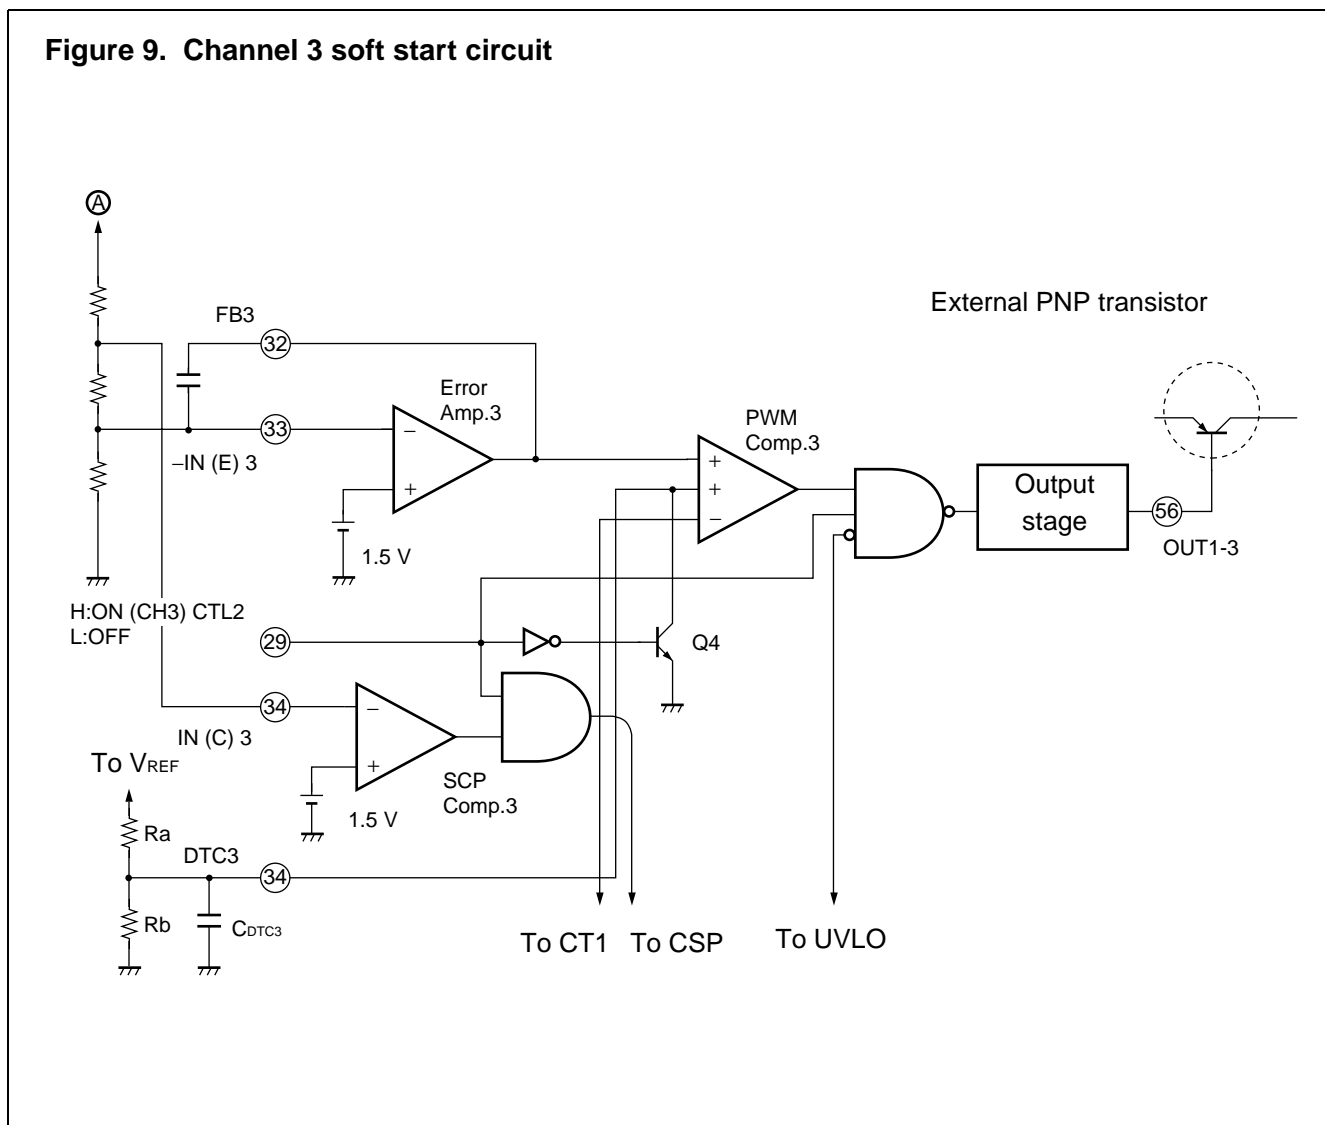 Figure 9.  Channel 3 soft start circuit
A
External PNP transistor
FB3
32
Error
Amp.3
PWM
Comp.3
33
−IN (E) 3
−
+
1.5 V
+
+
−
Output
stage
56
OUT1-3
H:ON (CH3) CTL2
L:OFF
29
Q4
34
IN (C) 3
−
+
1.5 V
SCP
Comp.3
To VREF
Ra
DTC3
34
Rb
CDTC3
To CT1
To CSP
To UVLO